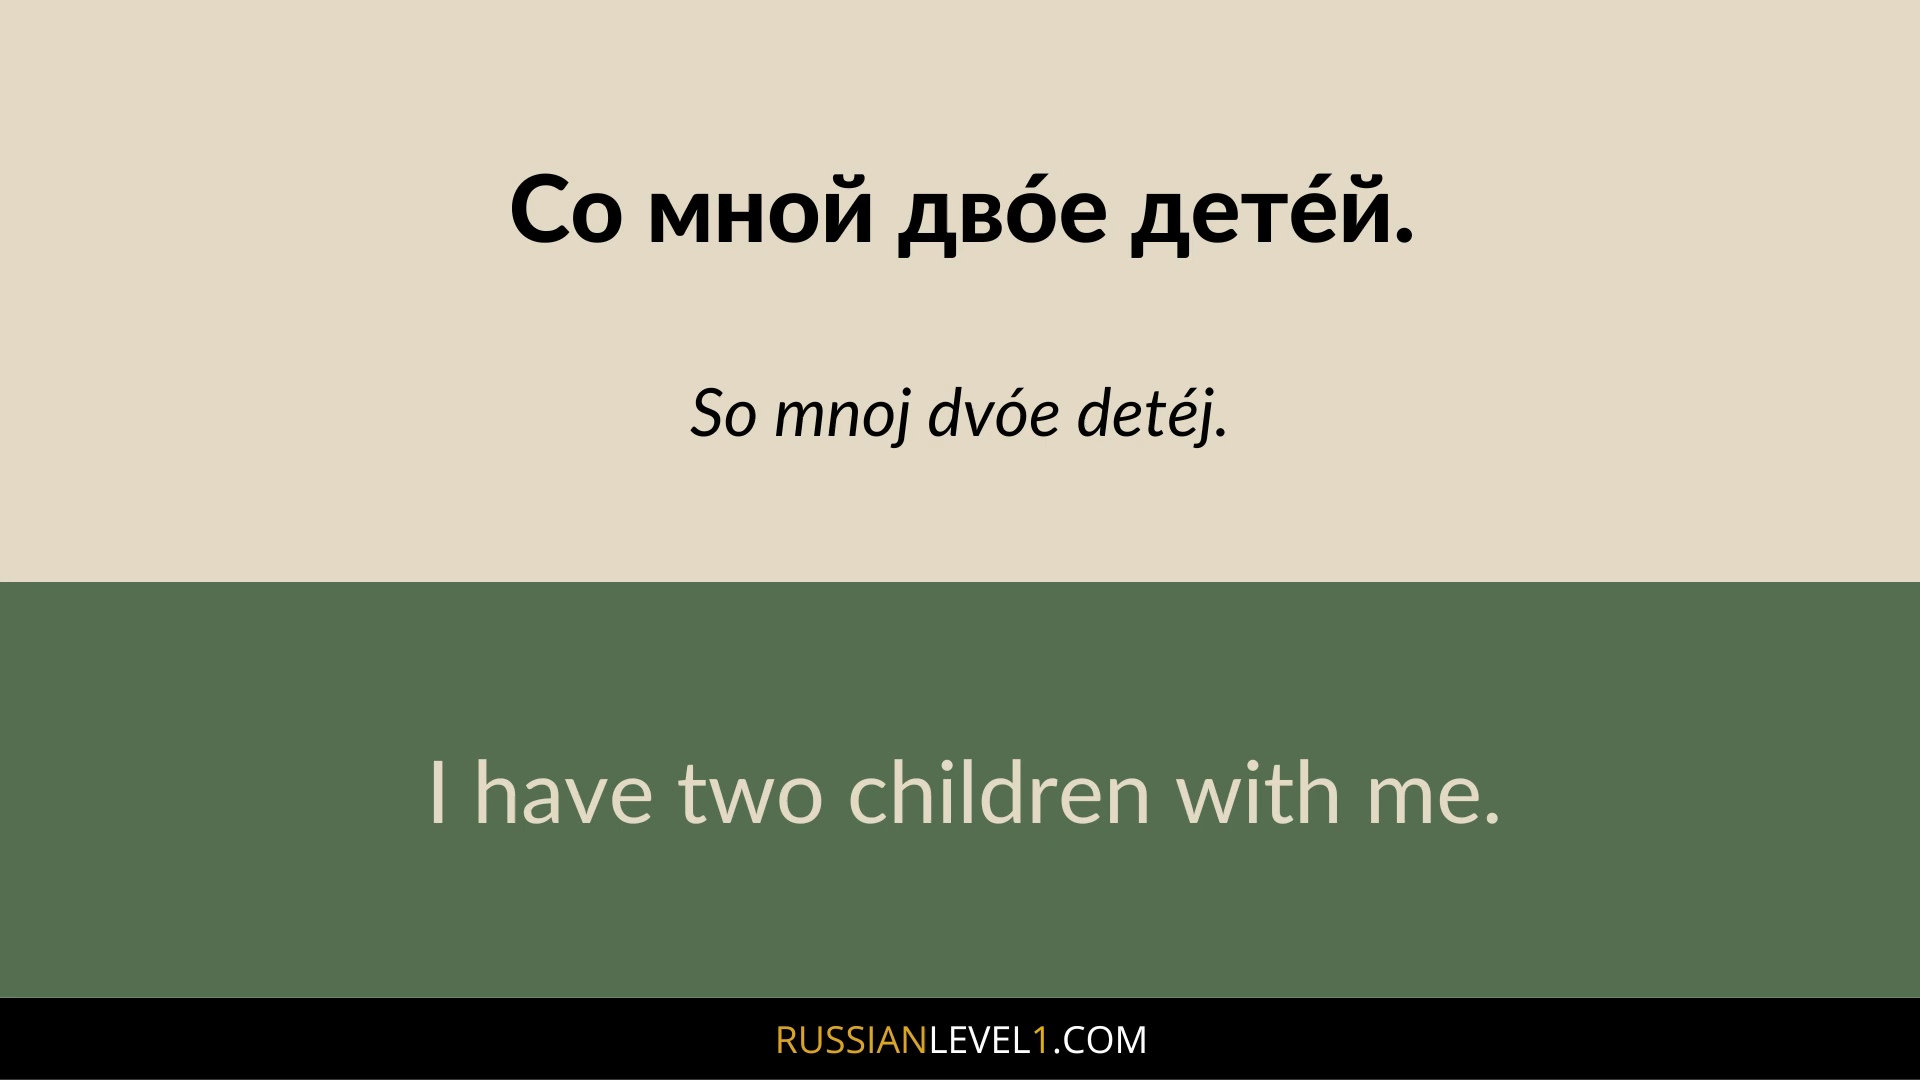 Со мной дво́е дете́й.
So mnoj dvóe detéj.
I have two children with me.
RUSSIANLEVEL1.COM